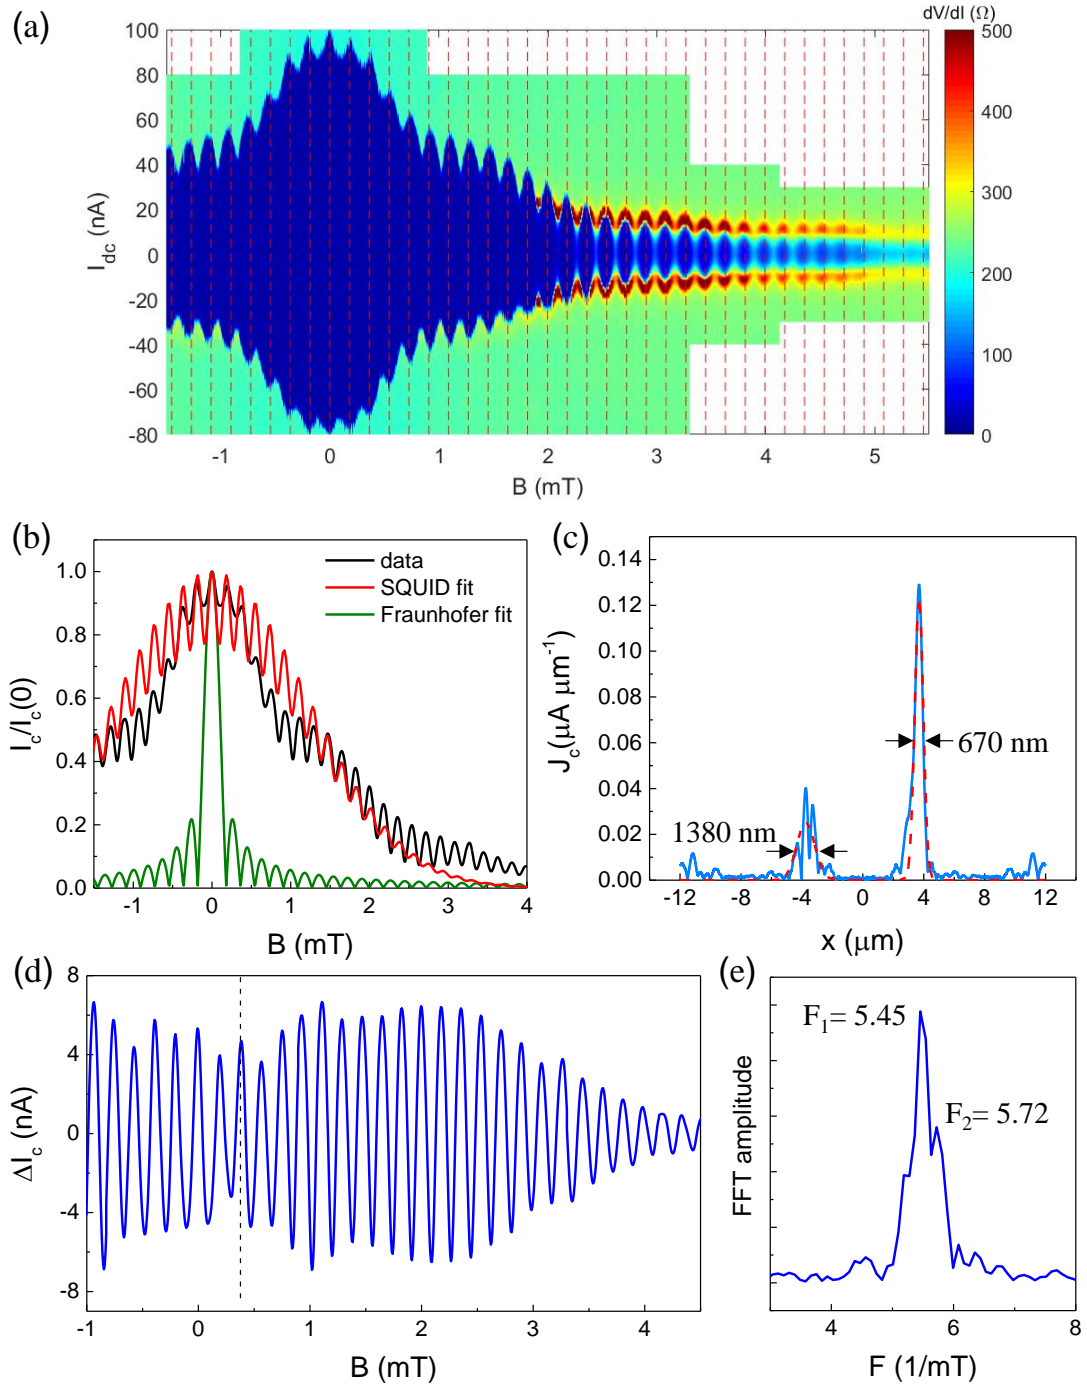 (a)
dV/dI (Ω)
100
80
60
40
20
0
-20
-40
-60
-80
I_dc (nA)
-1 0 1 2 3 4 5
B (mT)
500
400
300
200
100
0
(b)
data
SQUID fit
Fraunhofer fit
1.0
0.8
0.6
0.4
0.2
0.0
I_c/I_c(0)
-1 0 1 2 3 4
B (mT)
(c)
0.14
0.12
0.10
0.08
0.06
0.04
0.02
0.00
J_c(μA μm⁻¹)
670 nm
1380 nm
-12 -8 -4 0 4 8 12
x (μm)
(d)
8
4
0
-4
-8
ΔI_c (nA)
-1 0 1 2 3 4
B (mT)
(e)
F₁= 5.45
F₂= 5.72
FFT amplitude
4 6 8
F (1/mT)